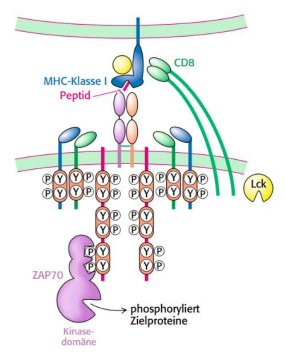 CD8
MHC-Klasse I
Peptid
P Y Y P P Y Y P P Y Y P
P Y Y P P Y Y P P Y Y P
Lck
P Y Y P
P Y Y P
P Y Y P
P Y Y P
ZAP70
phosphoryliert
Zielproteine
Kinase-
domäne